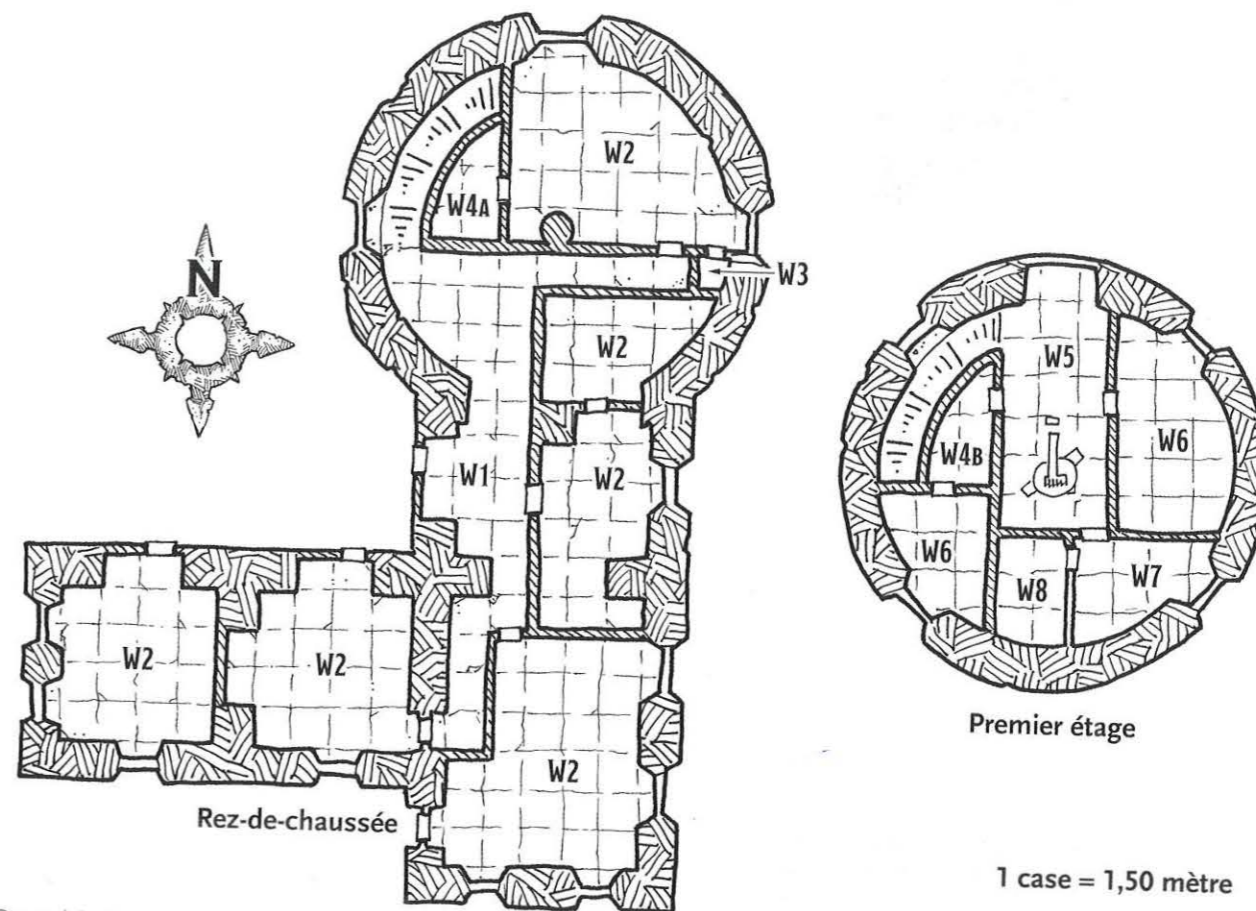 W2
W4A
N
W3
W2
W5
W6
W4B
W1
W2
W6
W8
W7
W2
W2
Premier étage
W2
Rez-de-chaussée
1 case = 1,50 mètre